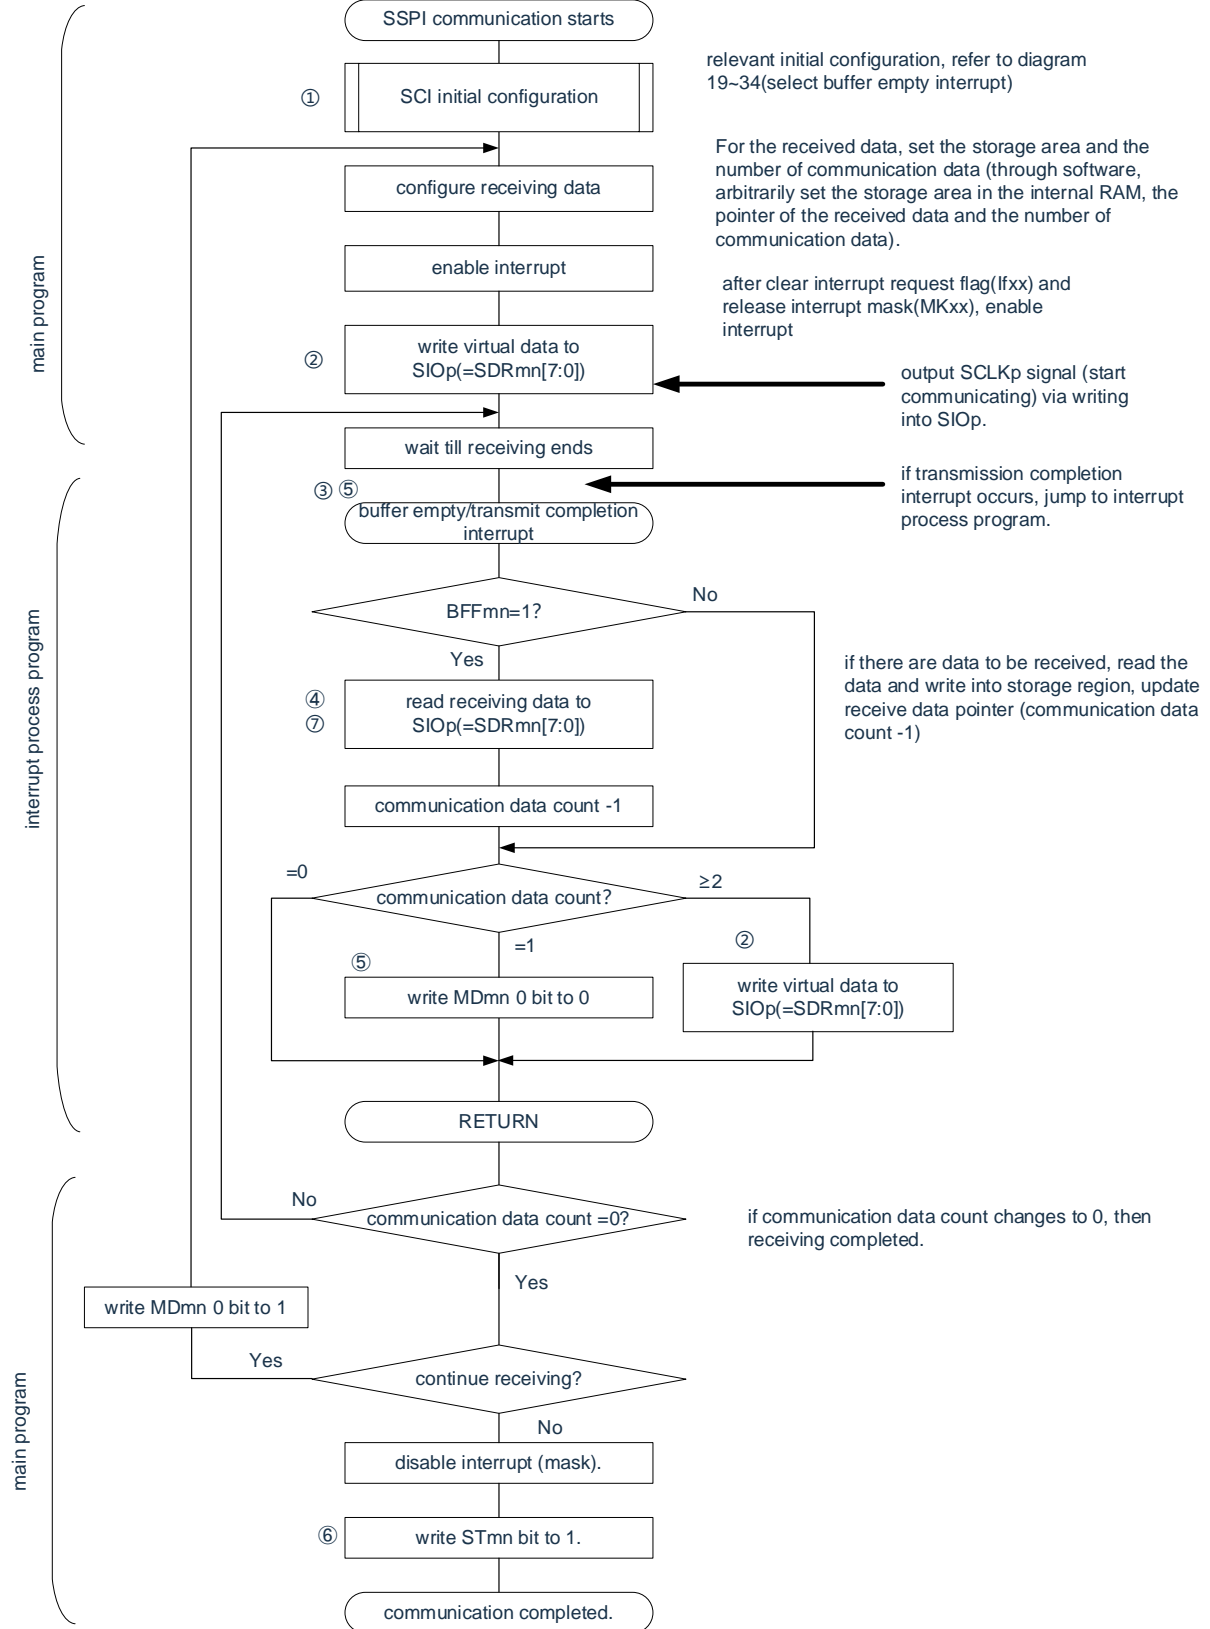 SSPI communication starts
relevant initial configuration, refer to diagram
19~34(select buffer empty interrupt)
①
SCI initial configuration
For the received data, set the storage area and the
number of communication data (through software,
arbitrarily set the storage area in the internal RAM, the
pointer of the received data and the number of
communication data).
configure receiving data
enable interrupt
after clear interrupt request flag(Ifxx) and
release interrupt mask(MKxx), enable
interrupt
main program
②
write virtual data to
SIOp(=SDRmn[7:0])
output SCLKp signal (start
communicating) via writing
into SIOp.
wait till receiving ends
if transmission completion
interrupt occurs, jump to interrupt
process program.
③ ⑤
buffer empty/transmit completion
interrupt
BFFmn=1?
No
Yes
interrupt process program
④
⑦
read receiving data to
SIOp(=SDRmn[7:0])
if there are data to be received, read the
data and write into storage region, update
receive data pointer (communication data
count -1)
communication data count -1
=0
communication data count?
≥2
=1
⑤
write MDmn 0 bit to 0
②
write virtual data to
SIOp(=SDRmn[7:0])
RETURN
No
communication data count =0?
if communication data count changes to 0, then
receiving completed.
Yes
write MDmn 0 bit to 1
Yes
continue receiving?
No
main program
disable interrupt (mask).
⑥
write STmn bit to 1.
communication completed.